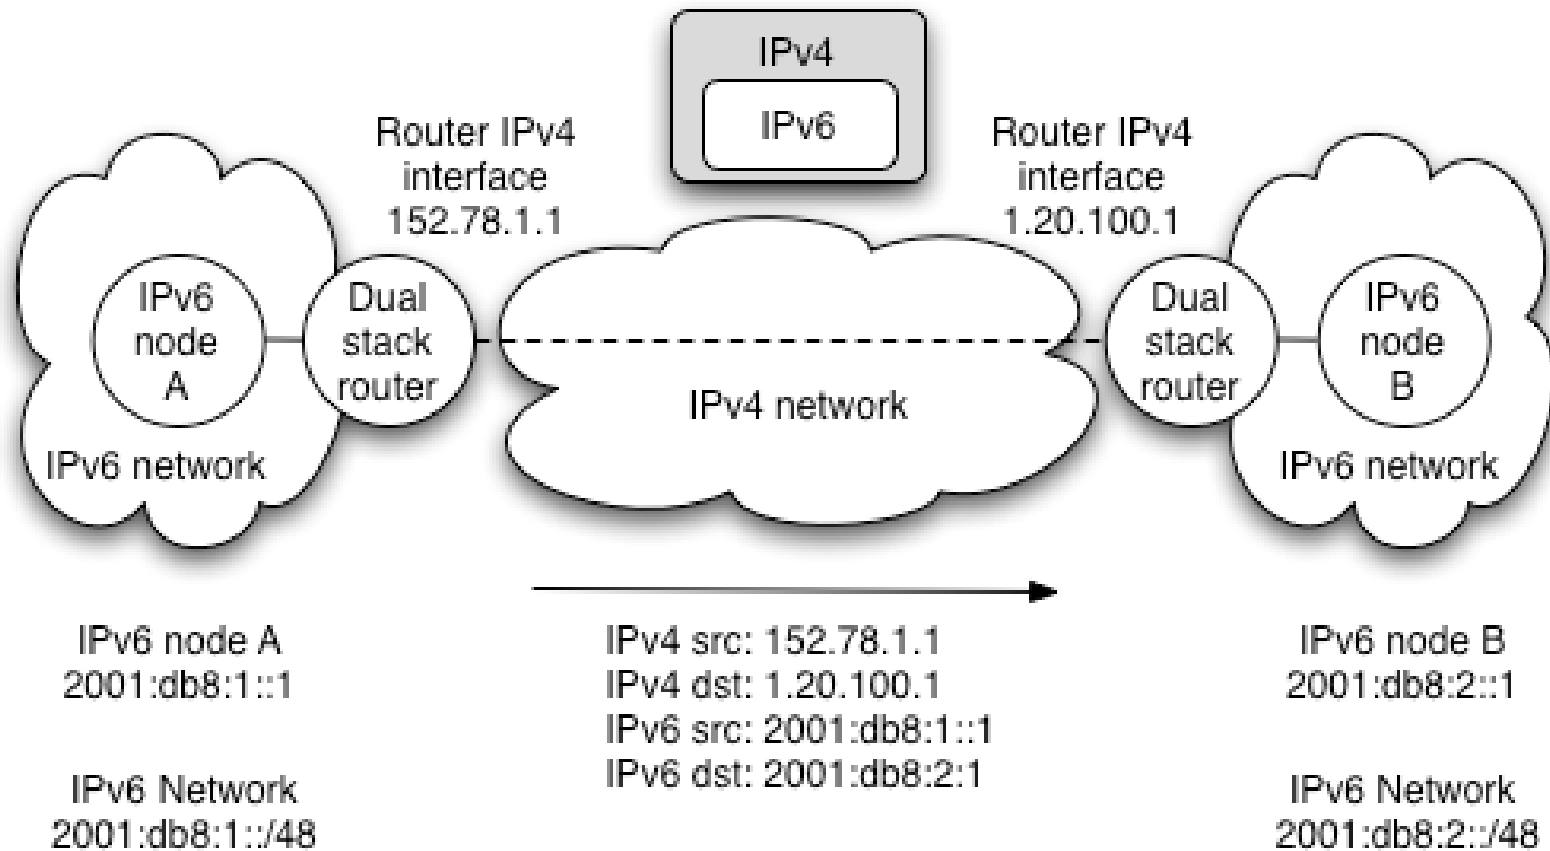 IPv4
IPv6
Router IPv4
interface
152.78.1.1
Router IPv4
interface
1.20.100.1
IPv6
node
A
Dual
stack
router
IPv4 network
Dual
stack
router
IPv6
node
B
IPv6 network
IPv6 network
IPv6 node A
2001:db8:1::1
IPv6 Network
2001:db8:1::/48
IPv4 src: 152.78.1.1
IPv4 dst: 1.20.100.1
IPv6 src: 2001:db8:1::1
IPv6 dst: 2001:db8:2:1
IPv6 node B
2001:db8:2::1
IPv6 Network
2001:db8:2::/48